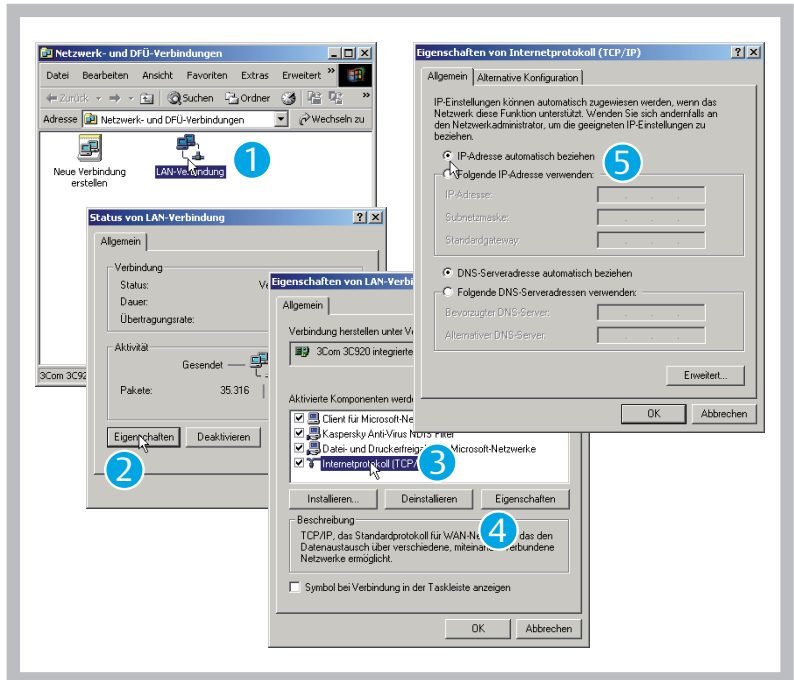 Netzwerk- und DFÜ-Verbindungen
Datei Bearbeiten Ansicht Favoriten Extras Erweitert »
Zurück Suchen Ordner »
Adresse Netzwerk- und DFÜ-Verbindungen Wechseln zu
Neue Verbindung
erstellen
LAN-Verbindung
1
3Com 3C92
Status von LAN-Verbindung
Allgemein
Verbindung
Status: Ve
Dauer:
Übertragungsrate:
Aktivität
Gesendet
Pakete: 35.316
Eigenschaften Deaktivieren
2
Eigenschaften von LAN-Verbi
Allgemein
Verbindung herstellen unter V
3Com 3C920 integrierte
Aktivierte Komponenten werd
Client für Microsoft-Ne
Kaspersky Anti-Virus NDIS Filter
Datei- und Druckerfreiga Microsoft-Netzwerke
Internetprotokoll (TCP/
3
Installieren... Deinstallieren Eigenschaften
4
Beschreibung
TCP/IP, das Standardprotokoll für WAN-Ne das den
Datenaustausch über verschiedene, miteinan verbundene
Netzwerke ermöglicht.
Symbol bei Verbindung in der Taskleiste anzeigen
OK Abbrechen
Eigenschaften von Internetprotokoll (TCP/IP)
Allgemein Alternative Konfiguration
IP-Einstellungen können automatisch zugewiesen werden, wenn das
Netzwerk diese Funktion unterstützt. Wenden Sie sich andernfalls an
den Netzwerkadministrator, um die geeigneten IP-Einstellungen zu
beziehen.
IP-Adresse automatisch beziehen
5
Folgende IP-Adresse verwenden:
IP-Adresse:
Subnetzmaske:
Standardgateway:
DNS-Serveradresse automatisch beziehen
Folgende DNS-Serveradressen verwenden:
Bevorzugter DNS-Server:
Alternativer DNS-Server:
Erweitert...
OK Abbrechen